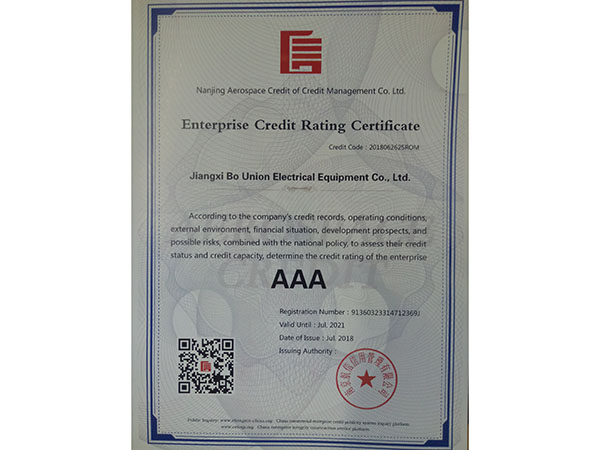 Nanjing Aerospace Credit of Credit Management Co. Ltd.
Enterprise Credit Rating Certificate
Credit Code : 2018062625ROM
Jiangxi Bo Union Electrical Equipment Co., Ltd.
According to the company's credit records, operating conditions,
external environment, financial situation, development prospects, and
possible risks, combined with the national policy, to assess their credit
status and credit capacity, determine the credit rating of the enterprise
AAA
Registration Number : 91360323314712369J
Valid Until : Jul. 2021
Date of Issue : Jul. 2018
Issuing Authority :